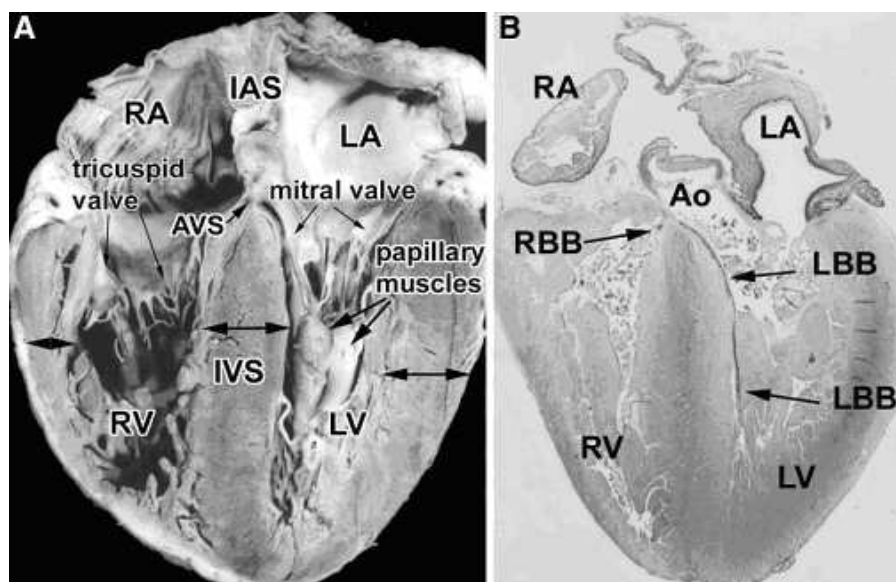 A
IAS
RA
LA
tricuspid
valve
mitral valve
AVS
papillary
muscles
IVS
RV
LV
B
RA
LA
Ao
RBB
LBB
LBB
RV
LV